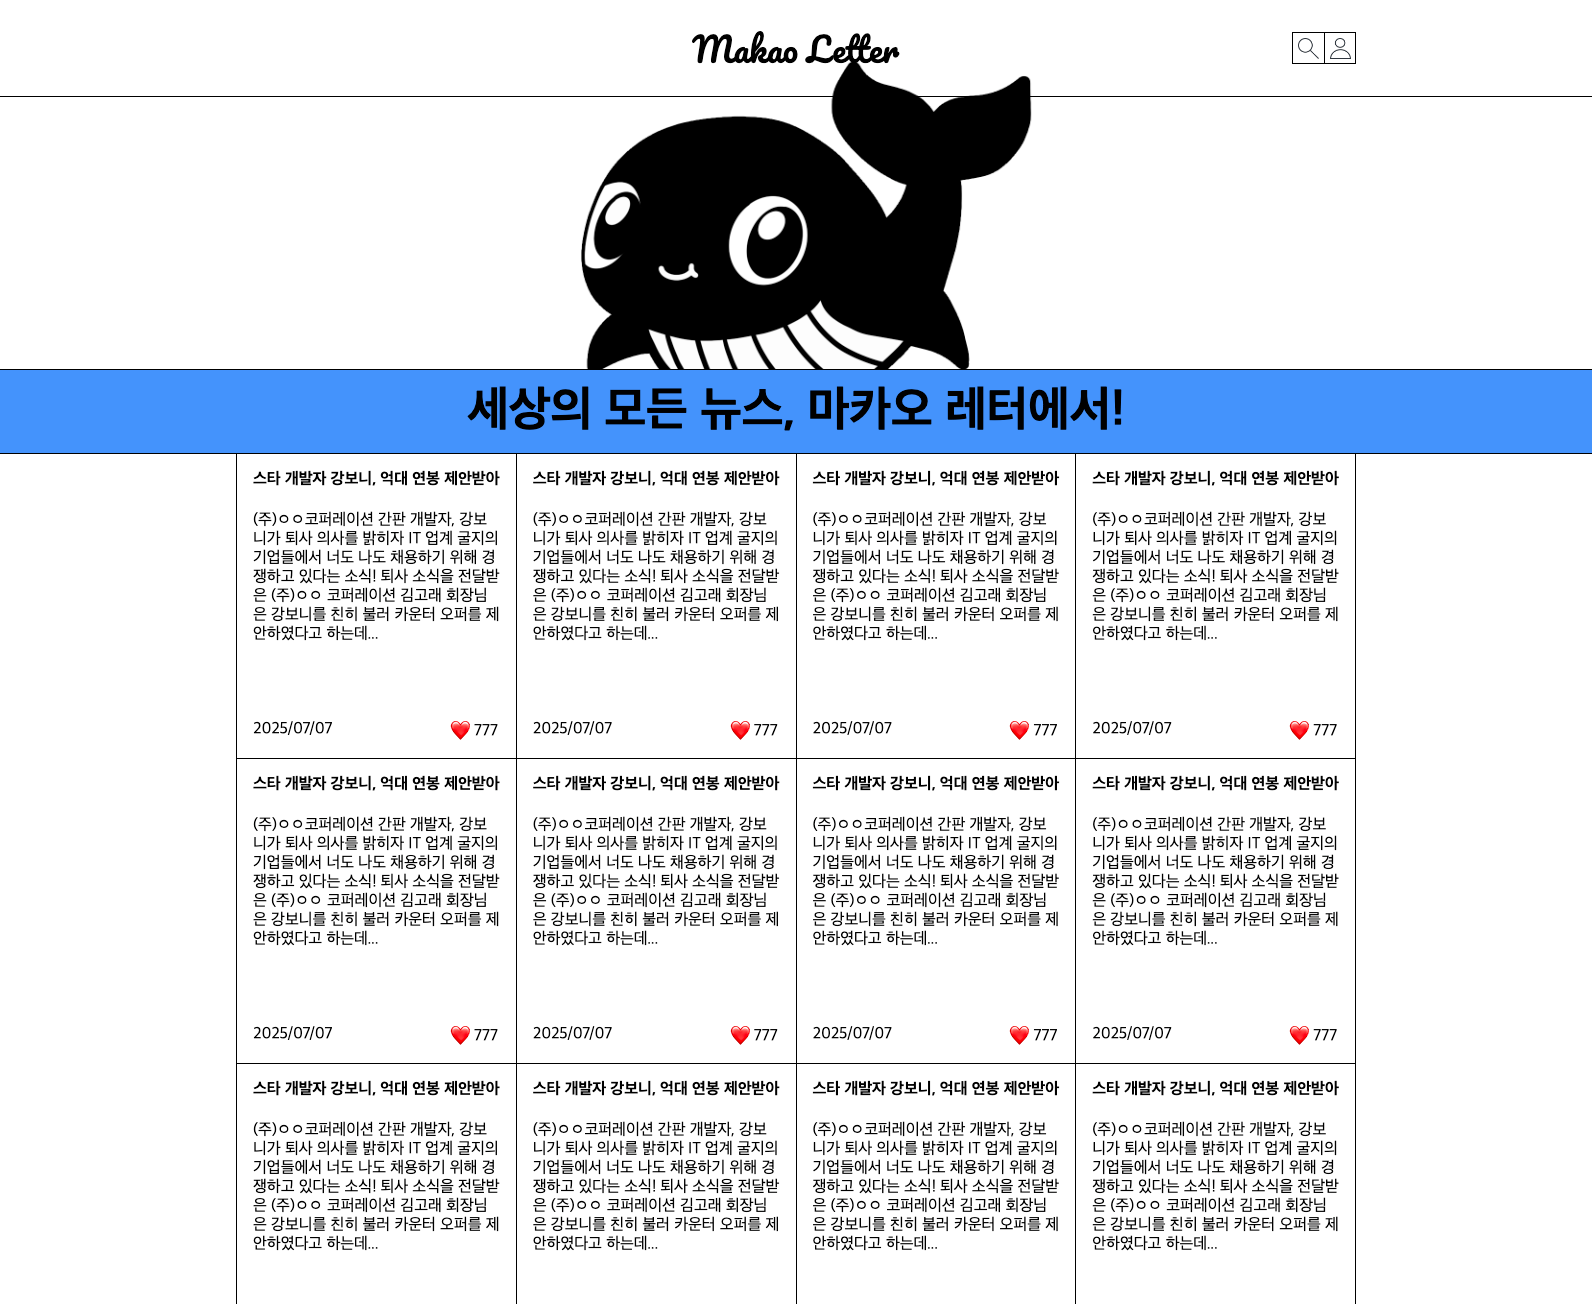 Makao Letter
세상의 모든 뉴스, 마카오 레터에서!
스타 개발자 강보니, 억대 연봉 제안받아
(주)ㅇㅇ코퍼레이션 간판 개발자, 강보
니가 퇴사 의사를 밝히자 IT 업계 굴지의
기업들에서 너도 나도 채용하기 위해 경
쟁하고 있다는 소식! 퇴사 소식을 전달받
은 (주)ㅇㅇ 코퍼레이션 김고래 회장님
은 강보니를 친히 불러 카운터 오퍼를 제
안하였다고 하는데...
2025/07/07
❤️ 777
스타 개발자 강보니, 억대 연봉 제안받아
(주)ㅇㅇ코퍼레이션 간판 개발자, 강보
니가 퇴사 의사를 밝히자 IT 업계 굴지의
기업들에서 너도 나도 채용하기 위해 경
쟁하고 있다는 소식! 퇴사 소식을 전달받
은 (주)ㅇㅇ 코퍼레이션 김고래 회장님
은 강보니를 친히 불러 카운터 오퍼를 제
안하였다고 하는데...
2025/07/07
❤️ 777
스타 개발자 강보니, 억대 연봉 제안받아
(주)ㅇㅇ코퍼레이션 간판 개발자, 강보
니가 퇴사 의사를 밝히자 IT 업계 굴지의
기업들에서 너도 나도 채용하기 위해 경
쟁하고 있다는 소식! 퇴사 소식을 전달받
은 (주)ㅇㅇ 코퍼레이션 김고래 회장님
은 강보니를 친히 불러 카운터 오퍼를 제
안하였다고 하는데...
2025/07/07
❤️ 777
스타 개발자 강보니, 억대 연봉 제안받아
(주)ㅇㅇ코퍼레이션 간판 개발자, 강보
니가 퇴사 의사를 밝히자 IT 업계 굴지의
기업들에서 너도 나도 채용하기 위해 경
쟁하고 있다는 소식! 퇴사 소식을 전달받
은 (주)ㅇㅇ 코퍼레이션 김고래 회장님
은 강보니를 친히 불러 카운터 오퍼를 제
안하였다고 하는데...
2025/07/07
❤️ 777
스타 개발자 강보니, 억대 연봉 제안받아
(주)ㅇㅇ코퍼레이션 간판 개발자, 강보
니가 퇴사 의사를 밝히자 IT 업계 굴지의
기업들에서 너도 나도 채용하기 위해 경
쟁하고 있다는 소식! 퇴사 소식을 전달받
은 (주)ㅇㅇ 코퍼레이션 김고래 회장님
은 강보니를 친히 불러 카운터 오퍼를 제
안하였다고 하는데...
2025/07/07
❤️ 777
스타 개발자 강보니, 억대 연봉 제안받아
(주)ㅇㅇ코퍼레이션 간판 개발자, 강보
니가 퇴사 의사를 밝히자 IT 업계 굴지의
기업들에서 너도 나도 채용하기 위해 경
쟁하고 있다는 소식! 퇴사 소식을 전달받
은 (주)ㅇㅇ 코퍼레이션 김고래 회장님
은 강보니를 친히 불러 카운터 오퍼를 제
안하였다고 하는데...
2025/07/07
❤️ 777
스타 개발자 강보니, 억대 연봉 제안받아
(주)ㅇㅇ코퍼레이션 간판 개발자, 강보
니가 퇴사 의사를 밝히자 IT 업계 굴지의
기업들에서 너도 나도 채용하기 위해 경
쟁하고 있다는 소식! 퇴사 소식을 전달받
은 (주)ㅇㅇ 코퍼레이션 김고래 회장님
은 강보니를 친히 불러 카운터 오퍼를 제
안하였다고 하는데...
2025/07/07
❤️ 777
스타 개발자 강보니, 억대 연봉 제안받아
(주)ㅇㅇ코퍼레이션 간판 개발자, 강보
니가 퇴사 의사를 밝히자 IT 업계 굴지의
기업들에서 너도 나도 채용하기 위해 경
쟁하고 있다는 소식! 퇴사 소식을 전달받
은 (주)ㅇㅇ 코퍼레이션 김고래 회장님
은 강보니를 친히 불러 카운터 오퍼를 제
안하였다고 하는데...
2025/07/07
❤️ 777
스타 개발자 강보니, 억대 연봉 제안받아
(주)ㅇㅇ코퍼레이션 간판 개발자, 강보
니가 퇴사 의사를 밝히자 IT 업계 굴지의
기업들에서 너도 나도 채용하기 위해 경
쟁하고 있다는 소식! 퇴사 소식을 전달받
은 (주)ㅇㅇ 코퍼레이션 김고래 회장님
은 강보니를 친히 불러 카운터 오퍼를 제
안하였다고 하는데...
스타 개발자 강보니, 억대 연봉 제안받아
(주)ㅇㅇ코퍼레이션 간판 개발자, 강보
니가 퇴사 의사를 밝히자 IT 업계 굴지의
기업들에서 너도 나도 채용하기 위해 경
쟁하고 있다는 소식! 퇴사 소식을 전달받
은 (주)ㅇㅇ 코퍼레이션 김고래 회장님
은 강보니를 친히 불러 카운터 오퍼를 제
안하였다고 하는데...
스타 개발자 강보니, 억대 연봉 제안받아
(주)ㅇㅇ코퍼레이션 간판 개발자, 강보
니가 퇴사 의사를 밝히자 IT 업계 굴지의
기업들에서 너도 나도 채용하기 위해 경
쟁하고 있다는 소식! 퇴사 소식을 전달받
은 (주)ㅇㅇ 코퍼레이션 김고래 회장님
은 강보니를 친히 불러 카운터 오퍼를 제
안하였다고 하는데...
스타 개발자 강보니, 억대 연봉 제안받아
(주)ㅇㅇ코퍼레이션 간판 개발자, 강보
니가 퇴사 의사를 밝히자 IT 업계 굴지의
기업들에서 너도 나도 채용하기 위해 경
쟁하고 있다는 소식! 퇴사 소식을 전달받
은 (주)ㅇㅇ 코퍼레이션 김고래 회장님
은 강보니를 친히 불러 카운터 오퍼를 제
안하였다고 하는데...